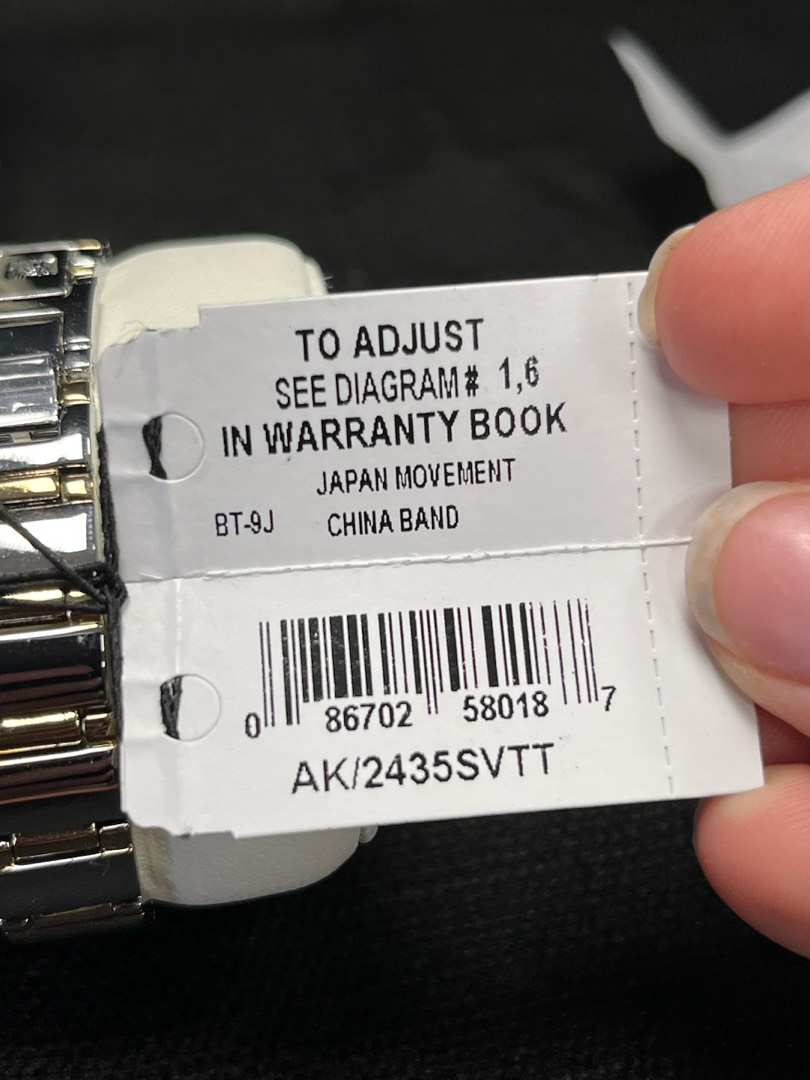 TO ADJUST
SEE DIAGRAM# 1,6
IN WARRANTY BOOK
JAPAN MOVEMENT
BT-9J CHINA BAND
0 86702 58018 7
AK/2435SVTT